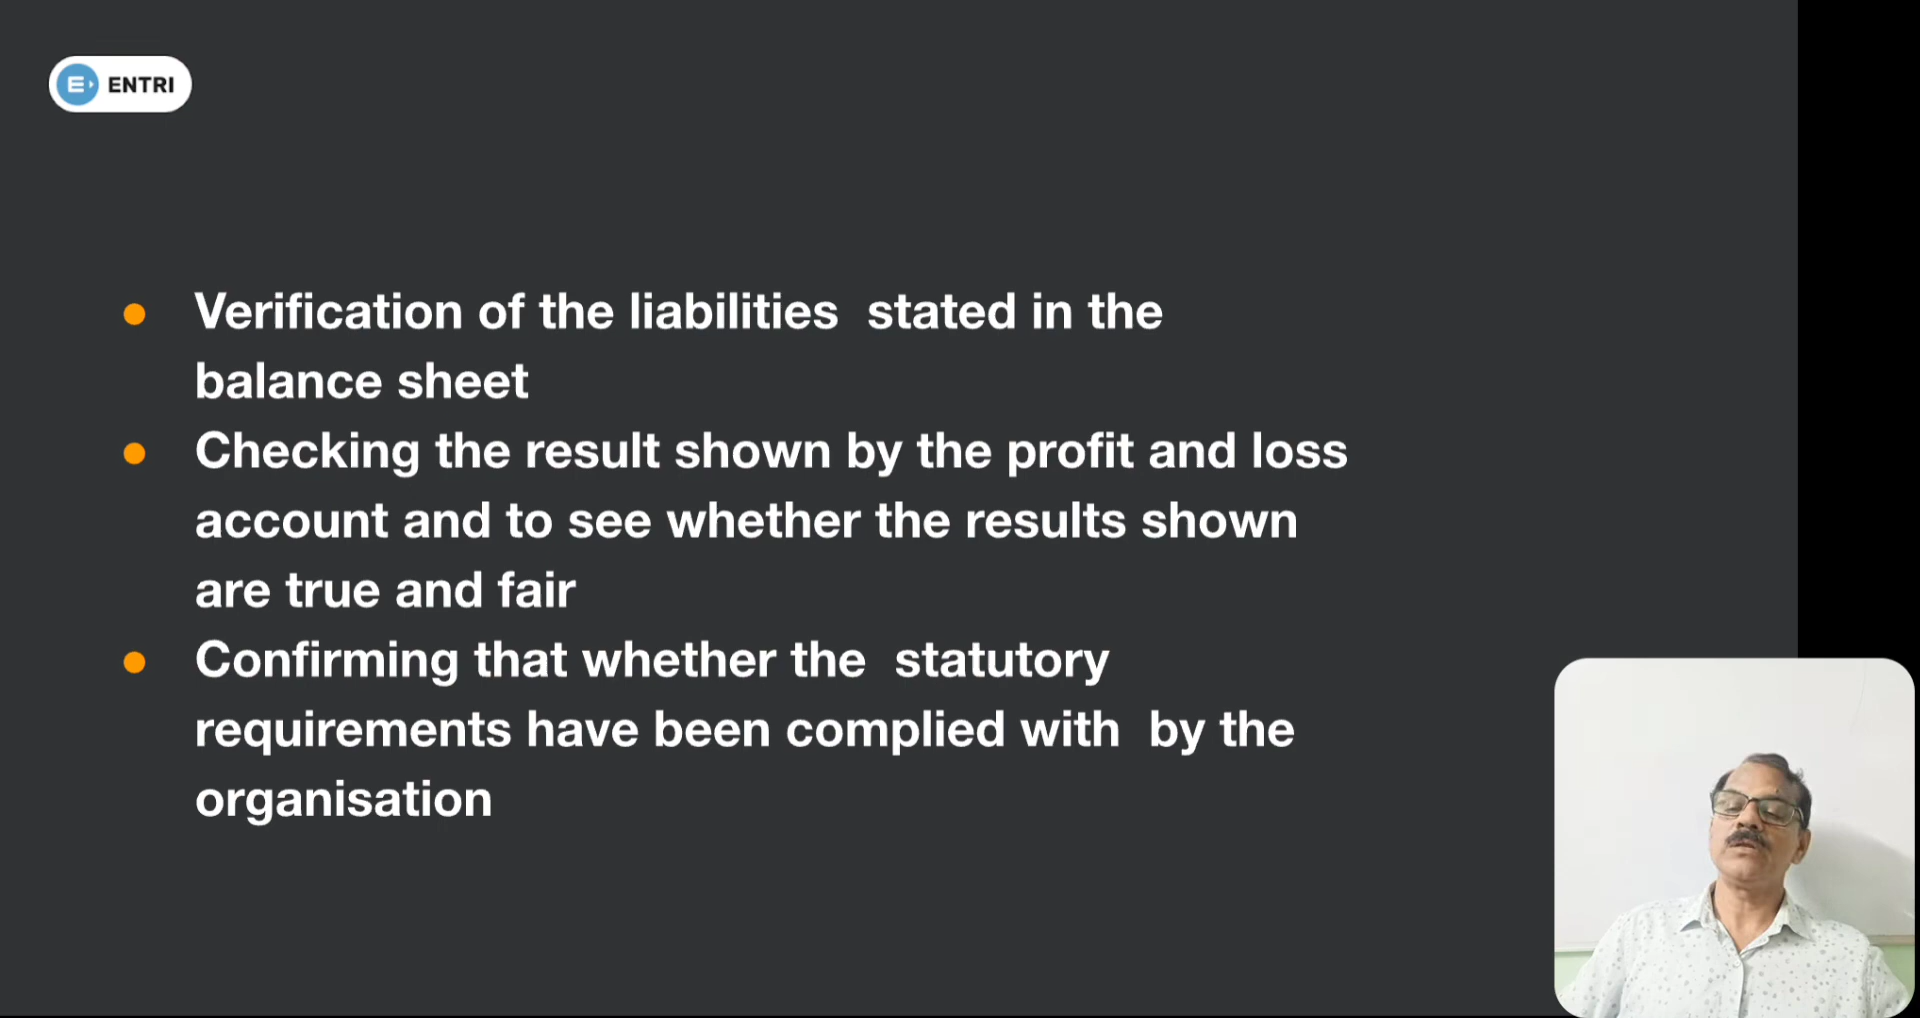 ENTRI
Verification of the liabilities  stated in the
balance sheet
Checking the result shown by the profit and loss
account and to see whether the results shown
are true and fair
Confirming that whether the  statutory
requirements have been complied with  by the
organisation